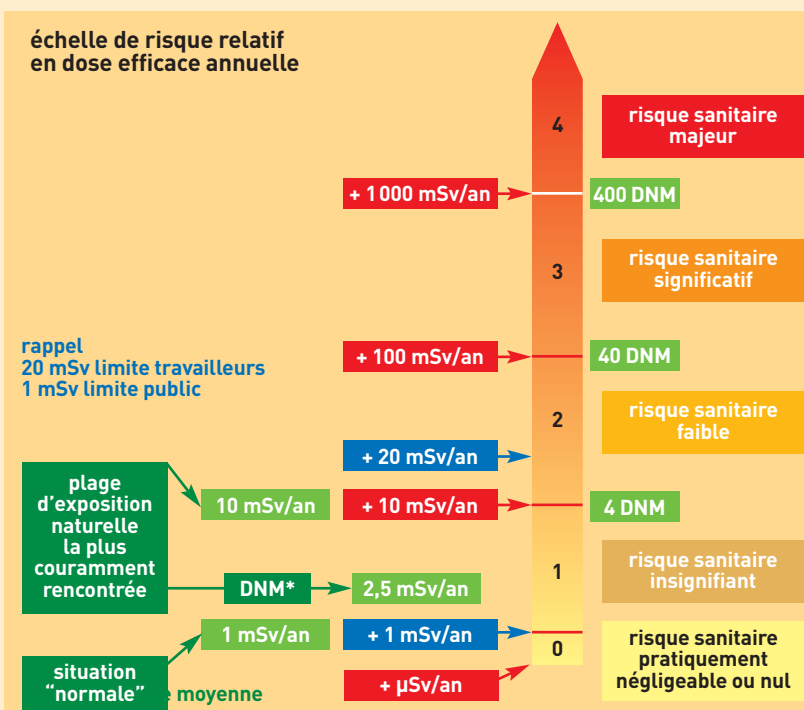 échelle de risque relatif
en dose efficace annuelle
4
risque sanitaire
majeur
+ 1 000 mSv/an
400 DNM
3
risque sanitaire
significatif
rappel
20 mSv limite travailleurs
1 mSv limite public
+ 100 mSv/an
40 DNM
2
risque sanitaire
faible
+ 20 mSv/an
plage
d'exposition
naturelle
la plus
couramment
rencontrée
10 mSv/an
+ 10 mSv/an
4 DNM
1
risque sanitaire
insignifiant
DNM*
2,5 mSv/an
1 mSv/an
+ 1 mSv/an
0
risque sanitaire
pratiquement
négligeable ou nul
situation
“normale”
moyenne
+ µSv/an